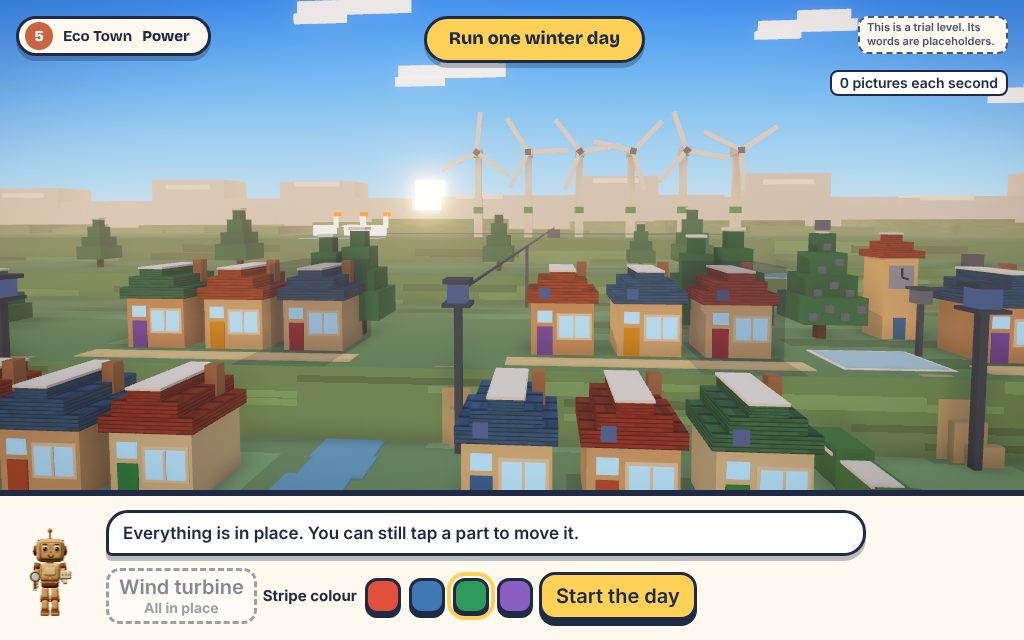 5 Eco Town Power
Run one winter day
This is a trial level. Its
words are placeholders.
0 pictures each second
Everything is in place. You can still tap a part to move it.
Wind turbine
All in place
Stripe colour
Start the day